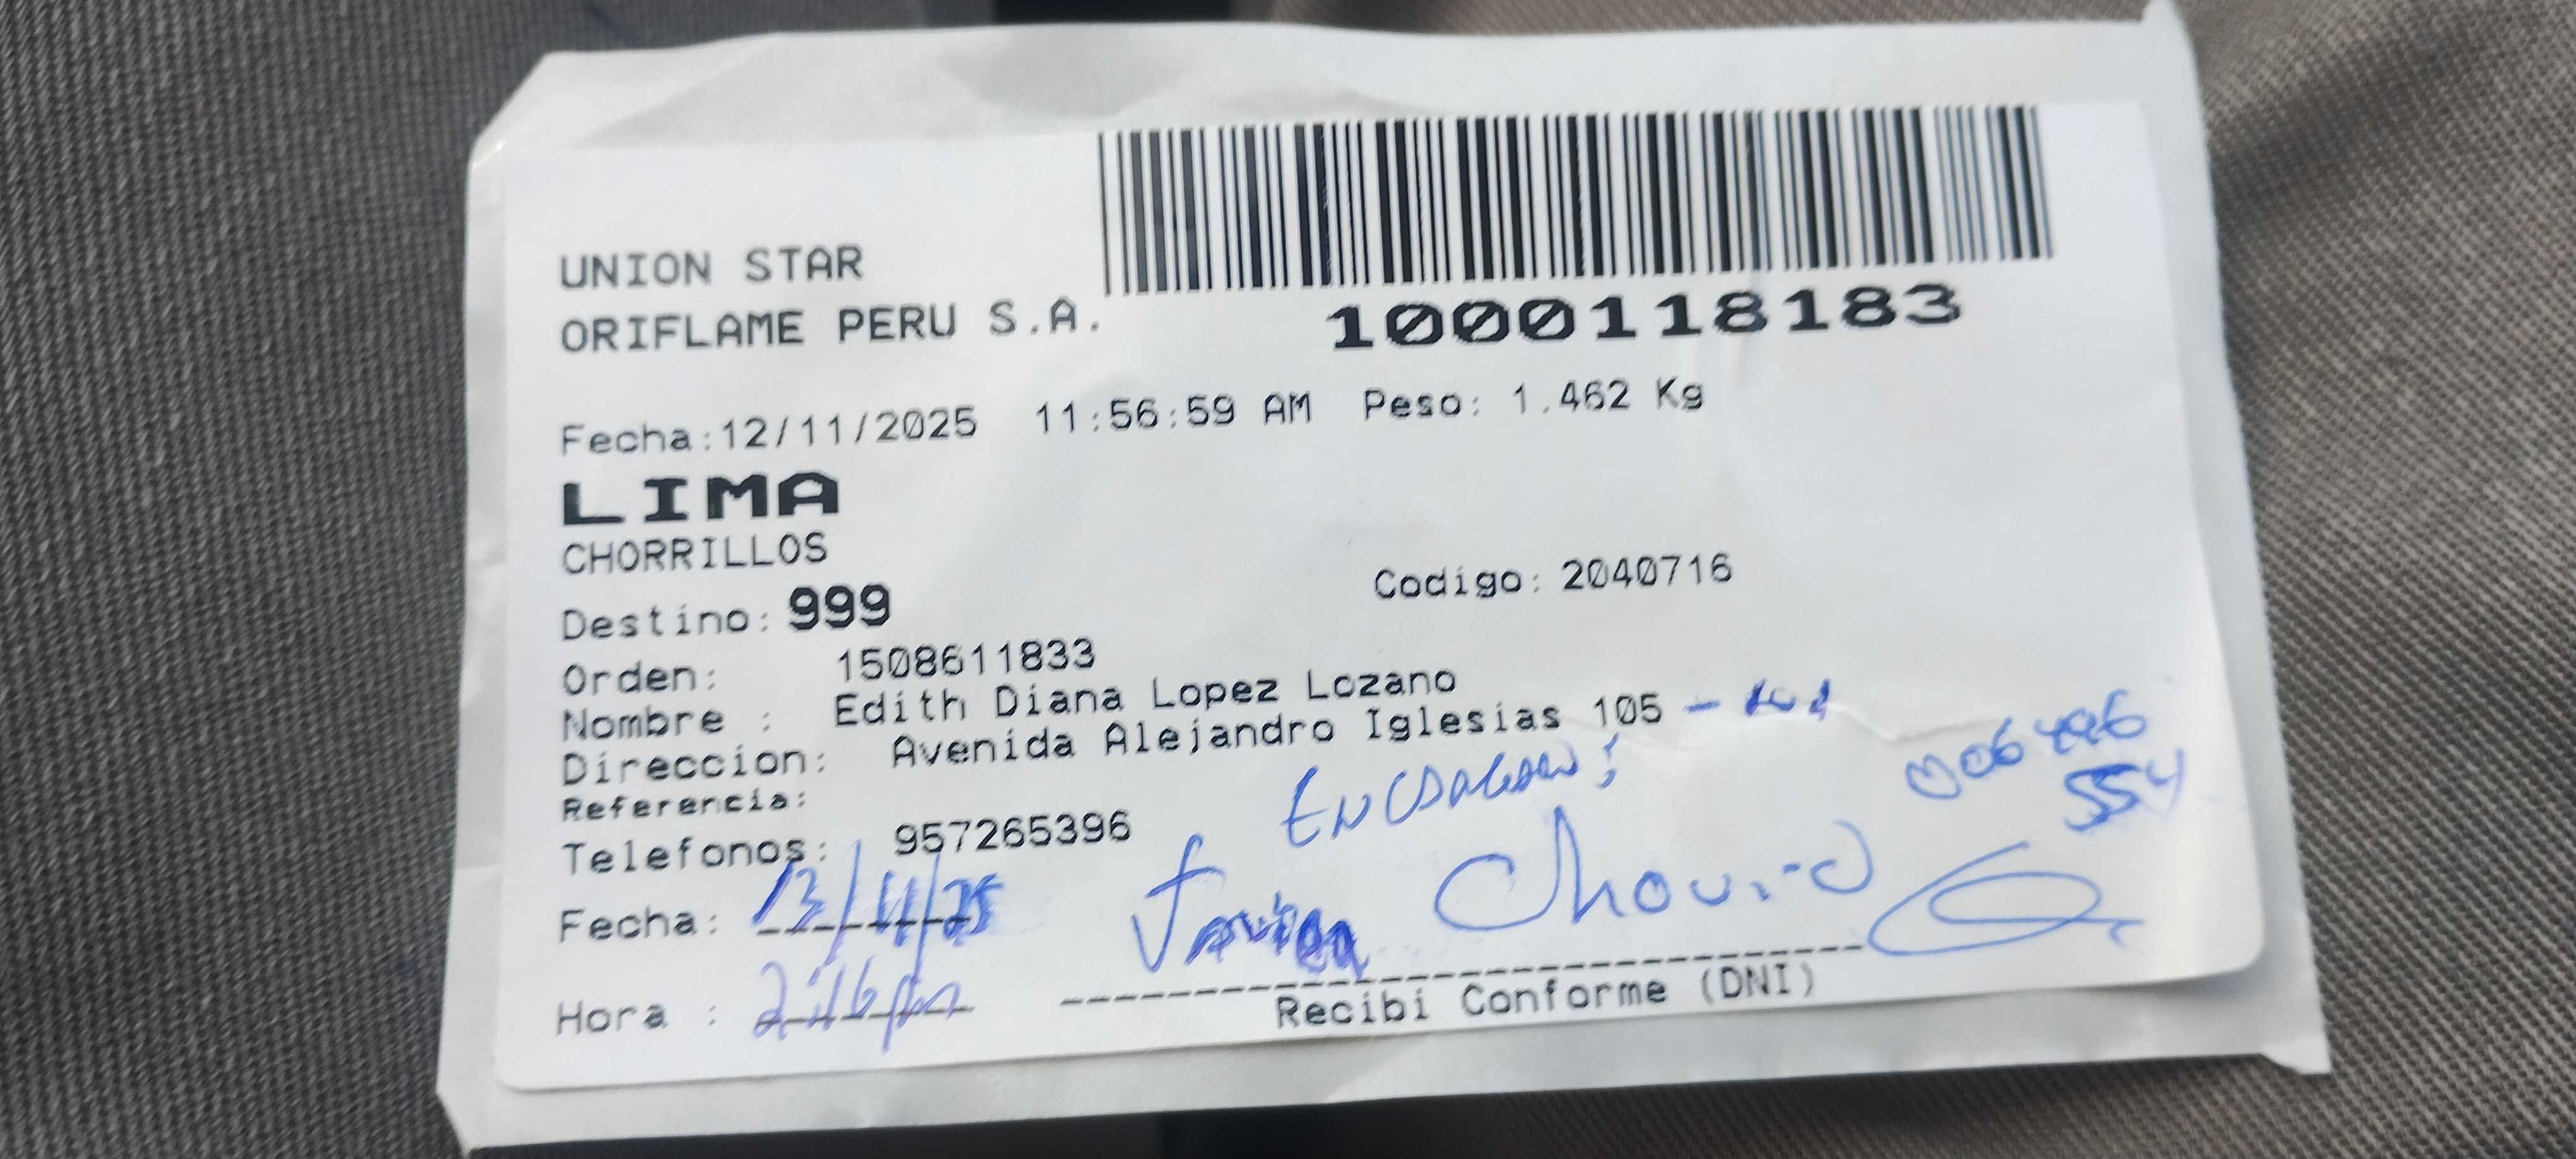 UNION STAR
ORIFLAME PERU S.A.
1000118183
Fecha:12/11/2025 11:56:59 AM Peso: 1.462 Kg
LIMA
CHORRILLOS
Destino: 999
Codigo: 2040716
Orden: 1508611833
Nombre : Edith Diana Lopez Lozano
Direccion: Avenida Alejandro Iglesias 105 -
Referencia:
Telefonos: 957265396
Fecha: 13/11/25
Hora : 2:16 pm
Recibi Conforme (DNI)